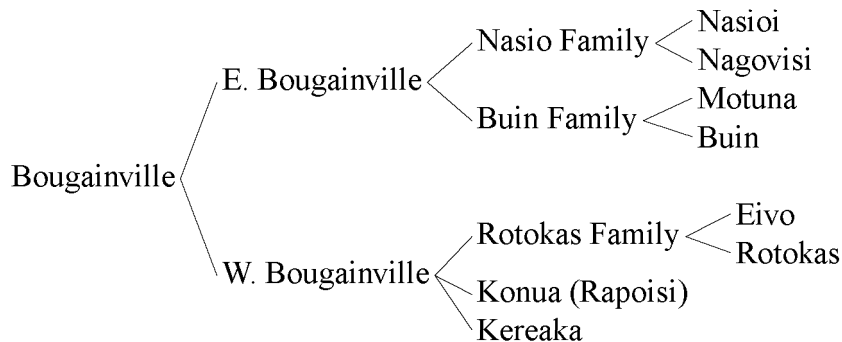 Nasioi
Nasio Family
Nagovisi
E. Bougainville
Motuna
Buin Family
Buin
Bougainville
Eivo
Rotokas Family
Rotokas
W. Bougainville
Konua (Rapoisi)
Kereaka